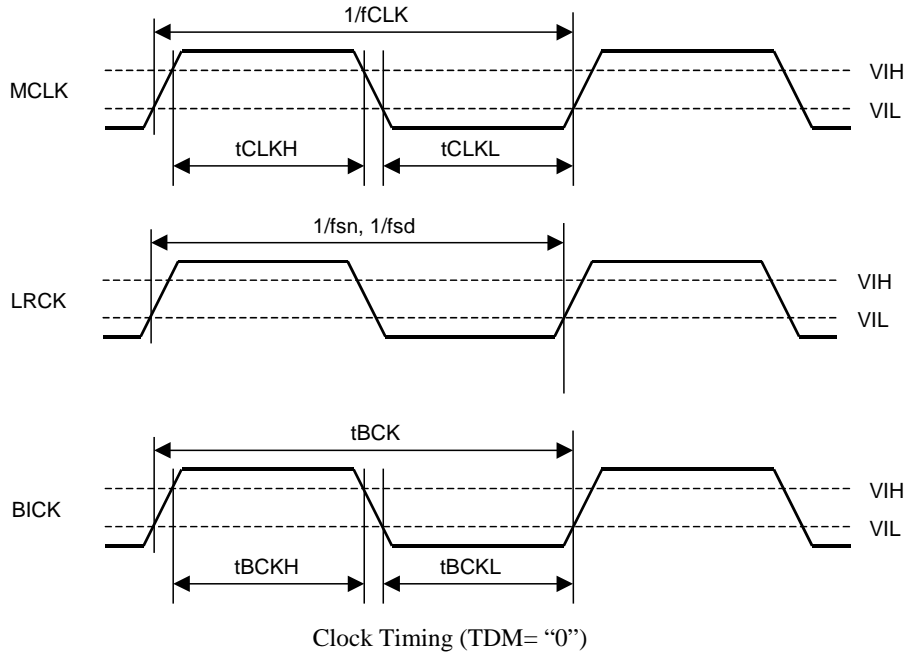 1/fCLK
VIH
MCLK
VIL
tCLKH tCLKL
1/fsn, 1/fsd
VIH
LRCK
VIL
tBCK
VIH
BICK
VIL
tBCKH tBCKL
Clock Timing (TDM= “0”)